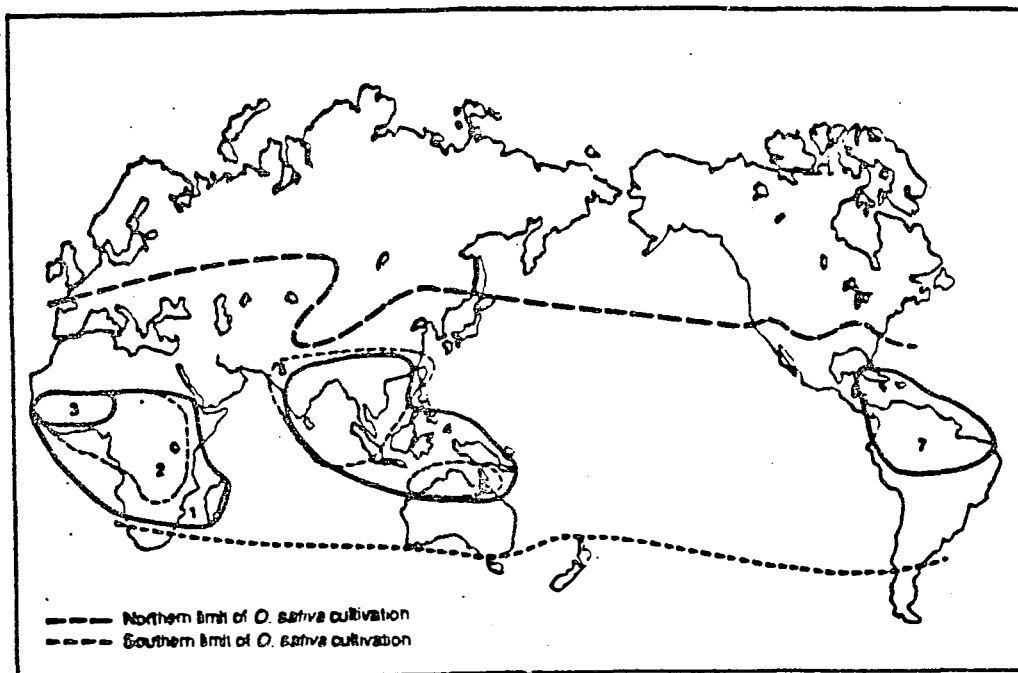 3
2
1
4
7
Northern limit of O. sativa cultivation
Southern limit of O. sativa cultivation